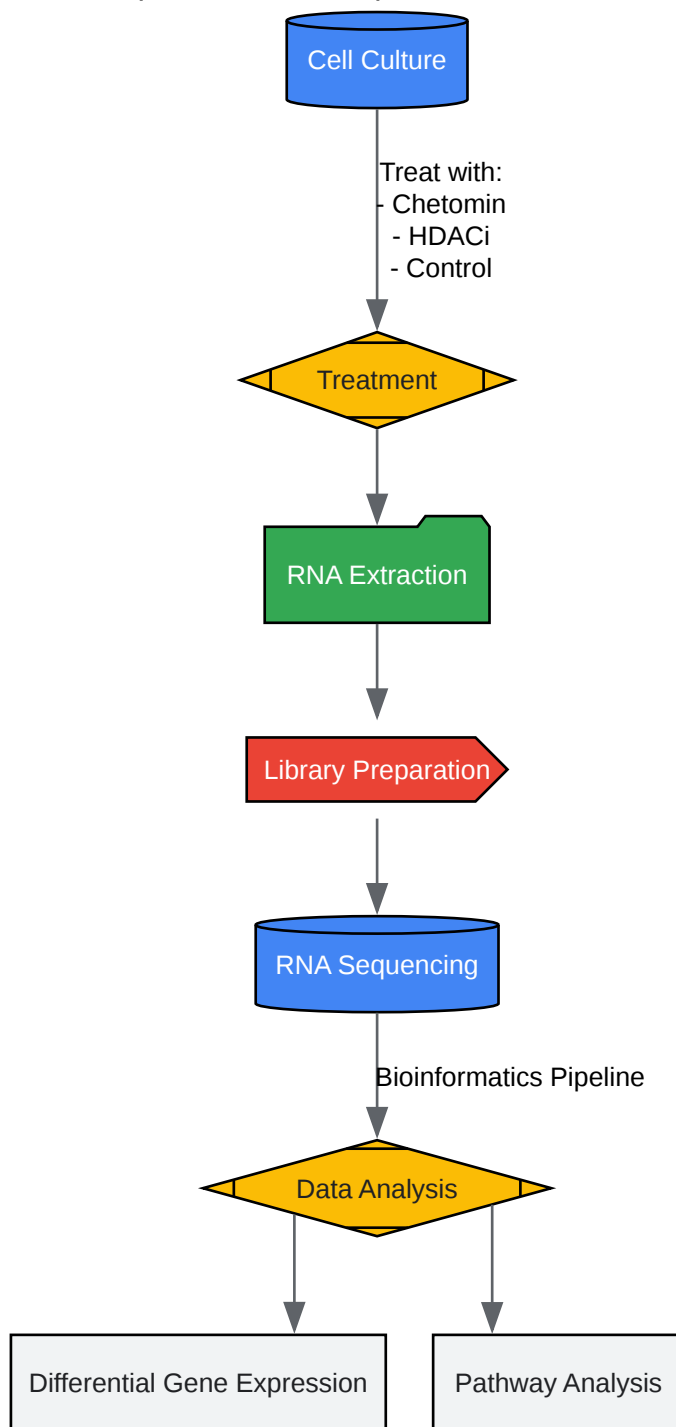 Cell Culture
Treat with:
- Chetomin
- HDACi
- Control
Treatment
RNA Extraction
Library Preparation
RNA Sequencing
Bioinformatics Pipeline
Data Analysis
Differential Gene Expression
Pathway Analysis